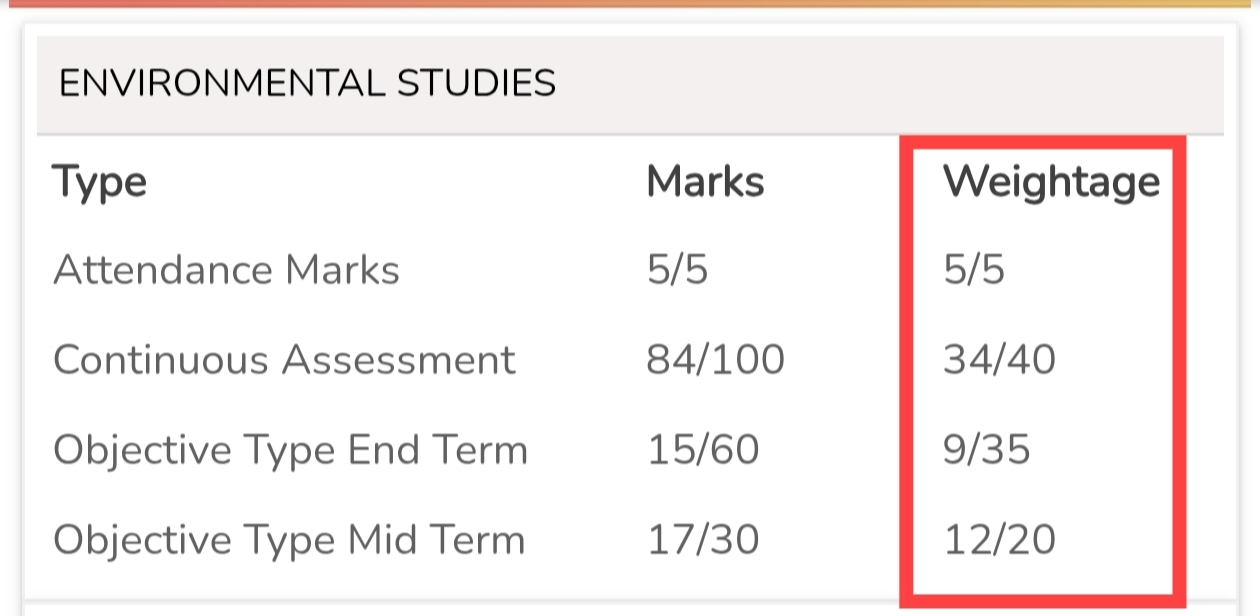 ENVIRONMENTAL STUDIES
Type Marks Weightage
Attendance Marks 5/5 5/5
Continuous Assessment 84/100 34/40
Objective Type End Term 15/60 9/35
Objective Type Mid Term 17/30 12/20